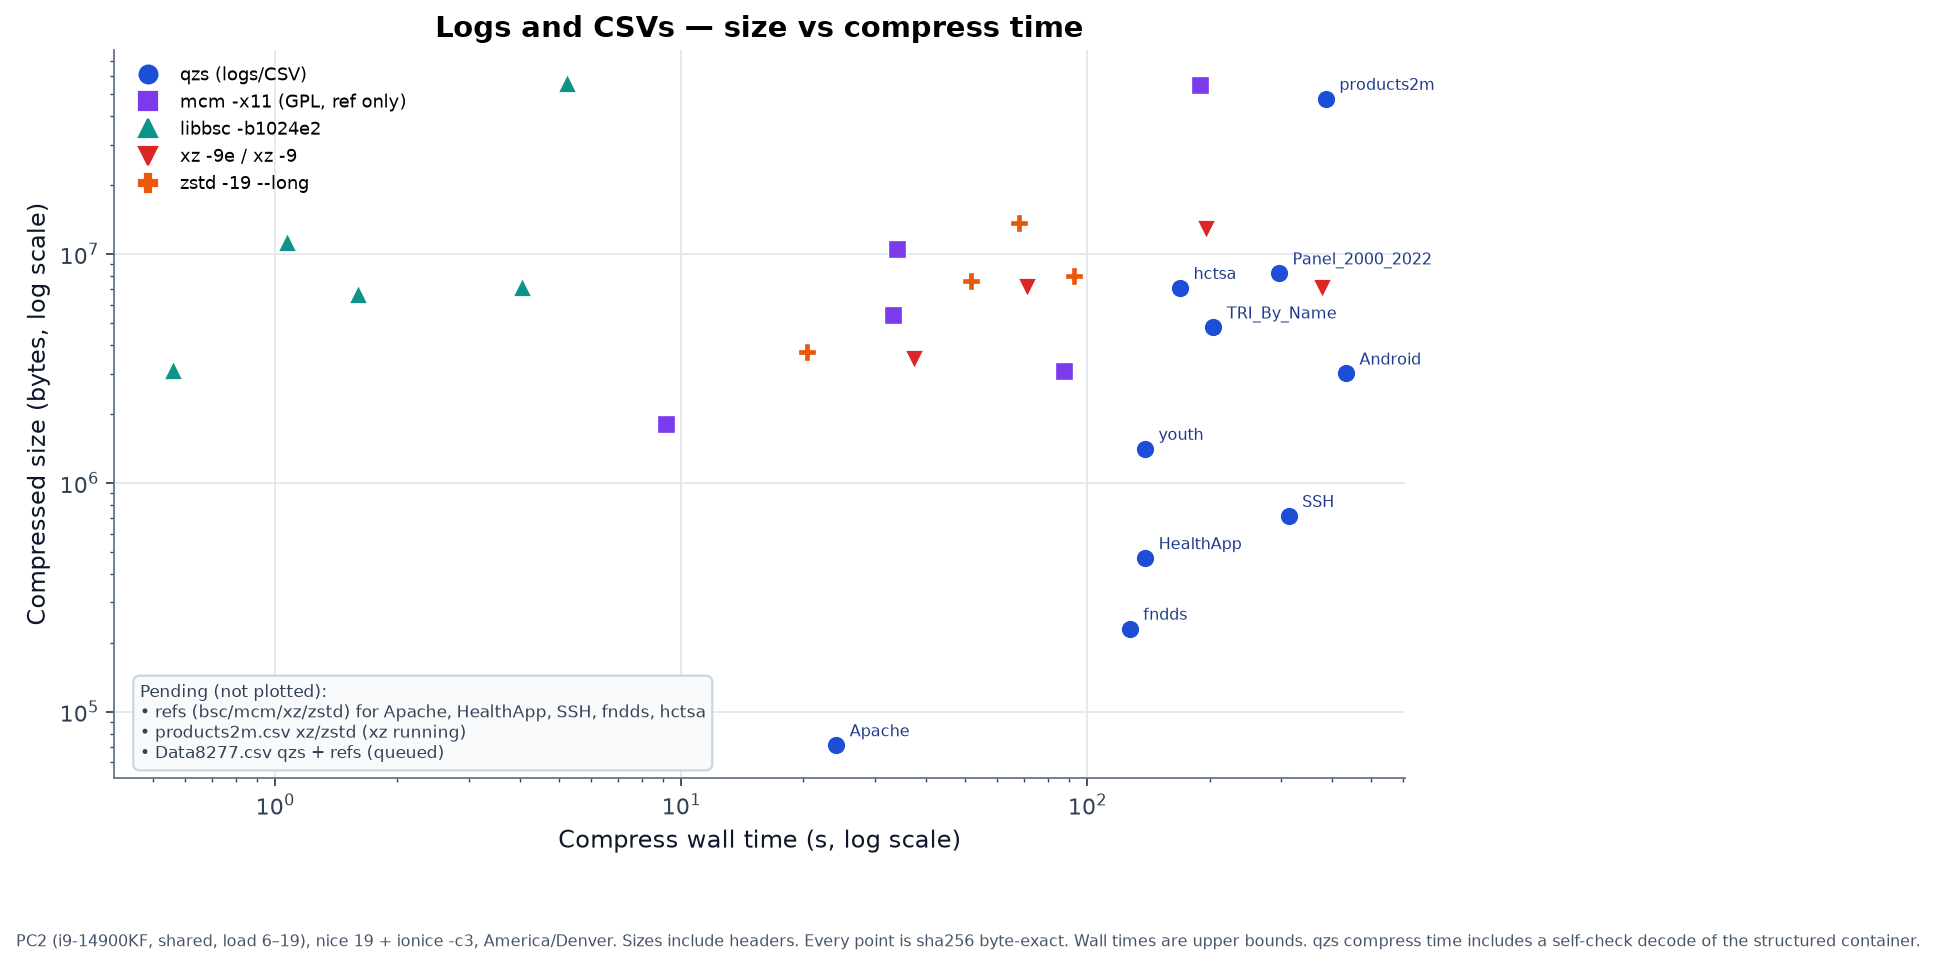 Logs and CSVs — size vs compress time
qzs (logs/CSV)
mcm -x11 (GPL, ref only)
libbsc -b1024e2
xz -9e / xz -9
zstd -19 --long
products2m
Panel_2000_2022
hctsa
TRI_By_Name
Android
youth
SSH
HealthApp
fndds
Apache
Compressed size (bytes, log scale)
10^7
10^6
10^5
Pending (not plotted):
• refs (bsc/mcm/xz/zstd) for Apache, HealthApp, SSH, fndds, hctsa
• products2m.csv xz/zstd (xz running)
• Data8277.csv qzs + refs (queued)
10^0 10^1 10^2
Compress wall time (s, log scale)
PC2 (i9-14900KF, shared, load 6–19), nice 19 + ionice -c3, America/Denver. Sizes include headers. Every point is sha256 byte-exact. Wall times are upper bounds. qzs compress time includes a self-check decode of the structured container.